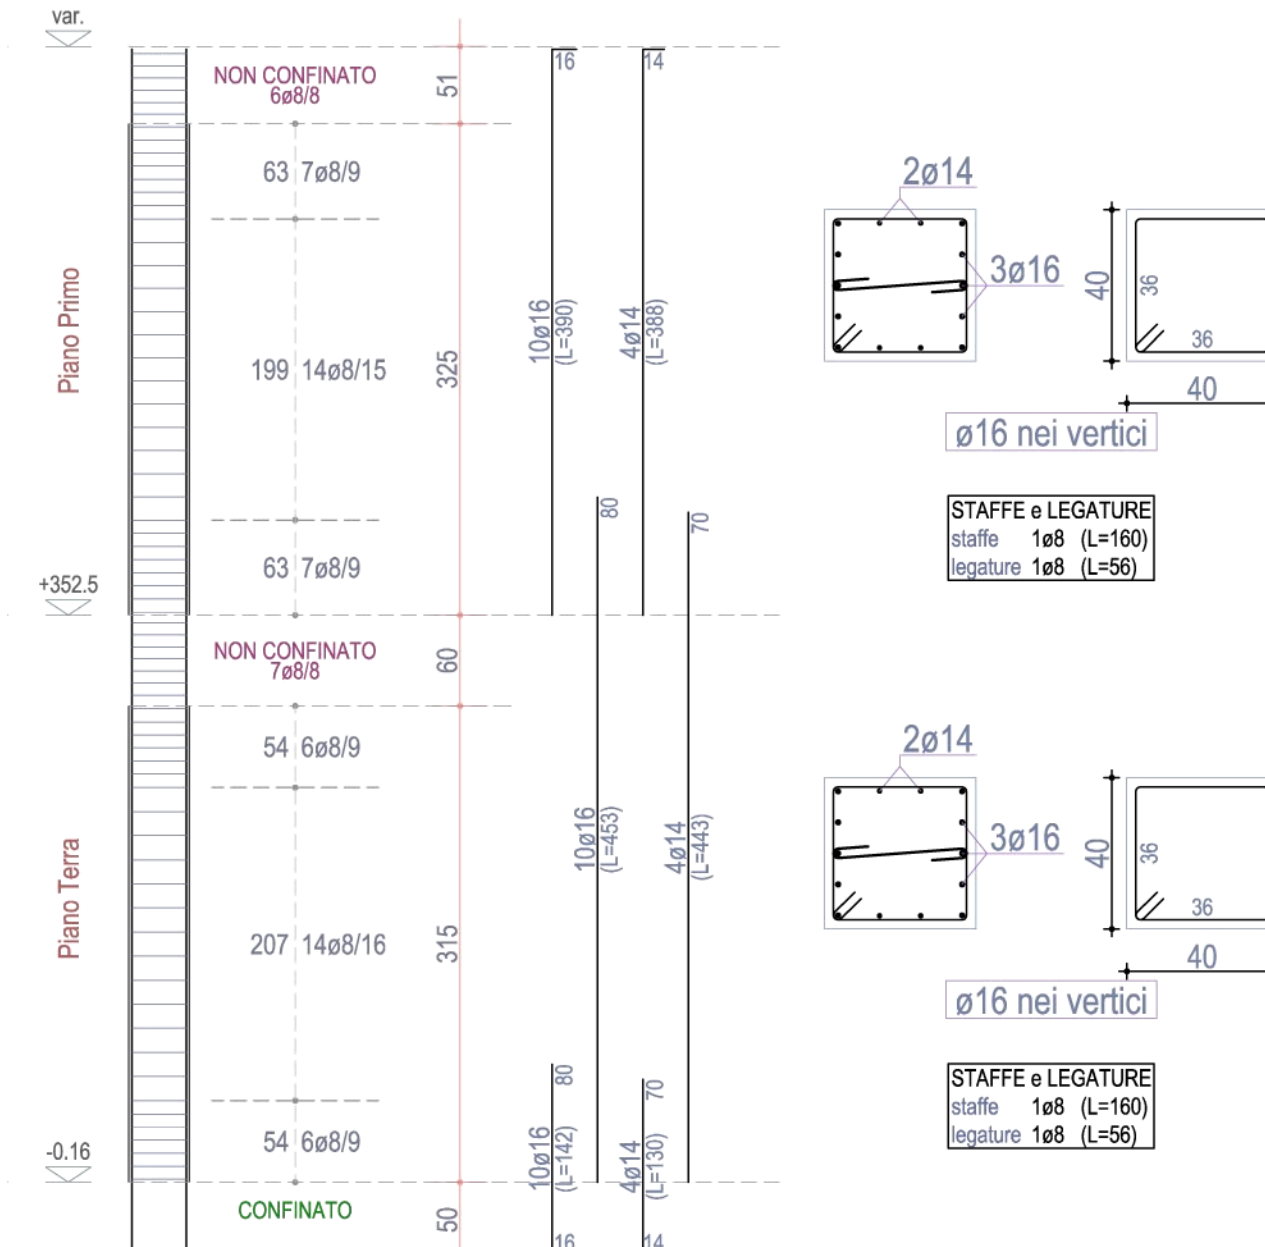 var.
NON CONFINATO
6ø8/8
51
16
14
63 7ø8/9
Piano Primo
199 14ø8/15
325
10ø16
(L=390)
4ø14
(L=388)
80
70
63 7ø8/9
+352.5
NON CONFINATO
7ø8/8
60
54 6ø8/9
Piano Terra
10ø16
(L=453)
4ø14
(L=443)
207 14ø8/16
315
80
70
54 6ø8/9
10ø16
(L=142)
4ø14
(L=130)
-0.16
CONFINATO
50
16
14
2ø14
3ø16
40
36
36
40
ø16 nei vertici
STAFFE e LEGATURE
staffe 1ø8 (L=160)
legature 1ø8 (L=56)
2ø14
3ø16
40
36
36
40
ø16 nei vertici
STAFFE e LEGATURE
staffe 1ø8 (L=160)
legature 1ø8 (L=56)